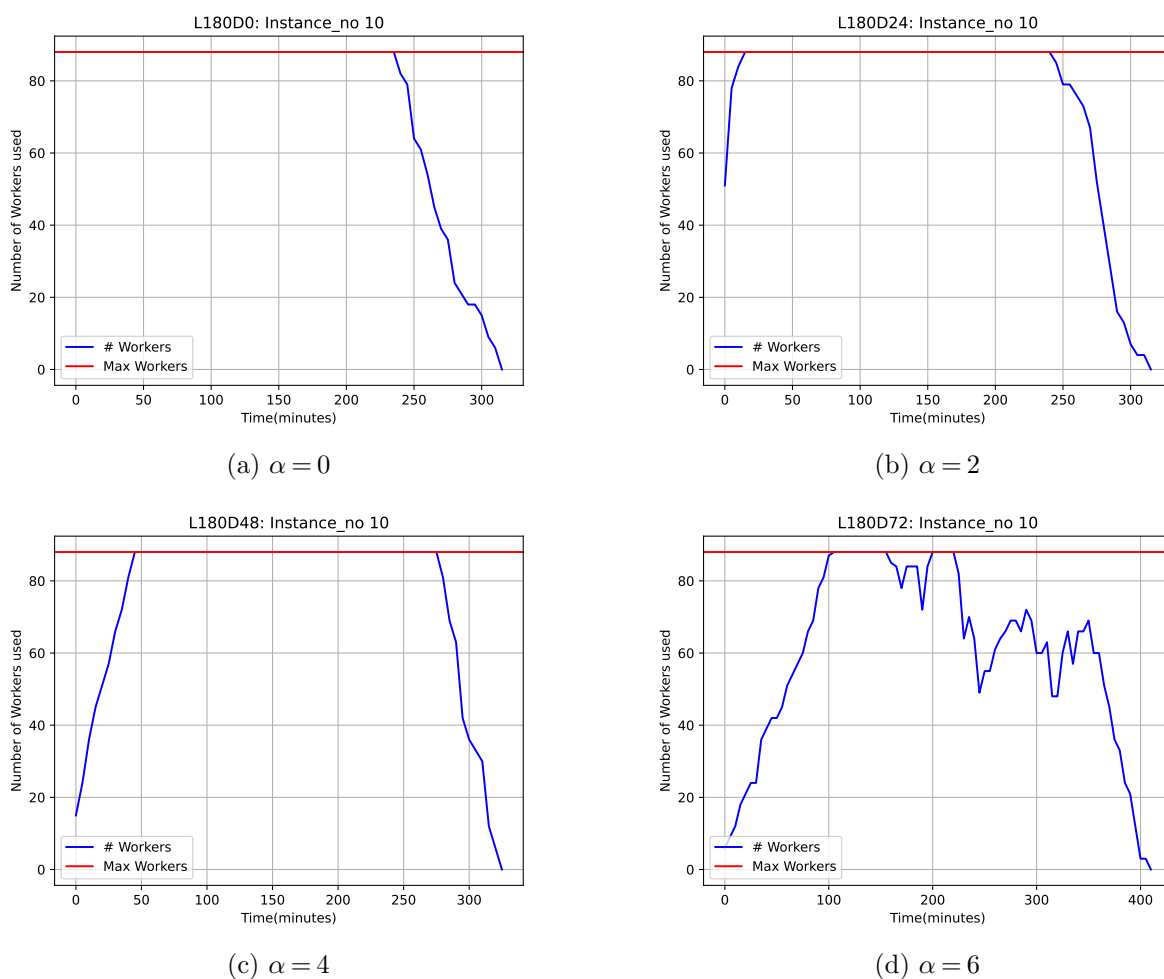 L180D0: Instance_no 10
Number of Workers used
80
60
40
20
0
# Workers
Max Workers
0 50 100 150 200 250 300
Time(minutes)
(a) α = 0
L180D24: Instance_no 10
Number of Workers used
80
60
40
20
0
# Workers
Max Workers
0 50 100 150 200 250 300
Time(minutes)
(b) α = 2
L180D48: Instance_no 10
Number of Workers used
80
60
40
20
0
# Workers
Max Workers
0 50 100 150 200 250 300
Time(minutes)
(c) α = 4
L180D72: Instance_no 10
Number of Workers used
80
60
40
20
0
# Workers
Max Workers
0 100 200 300 400
Time(minutes)
(d) α = 6